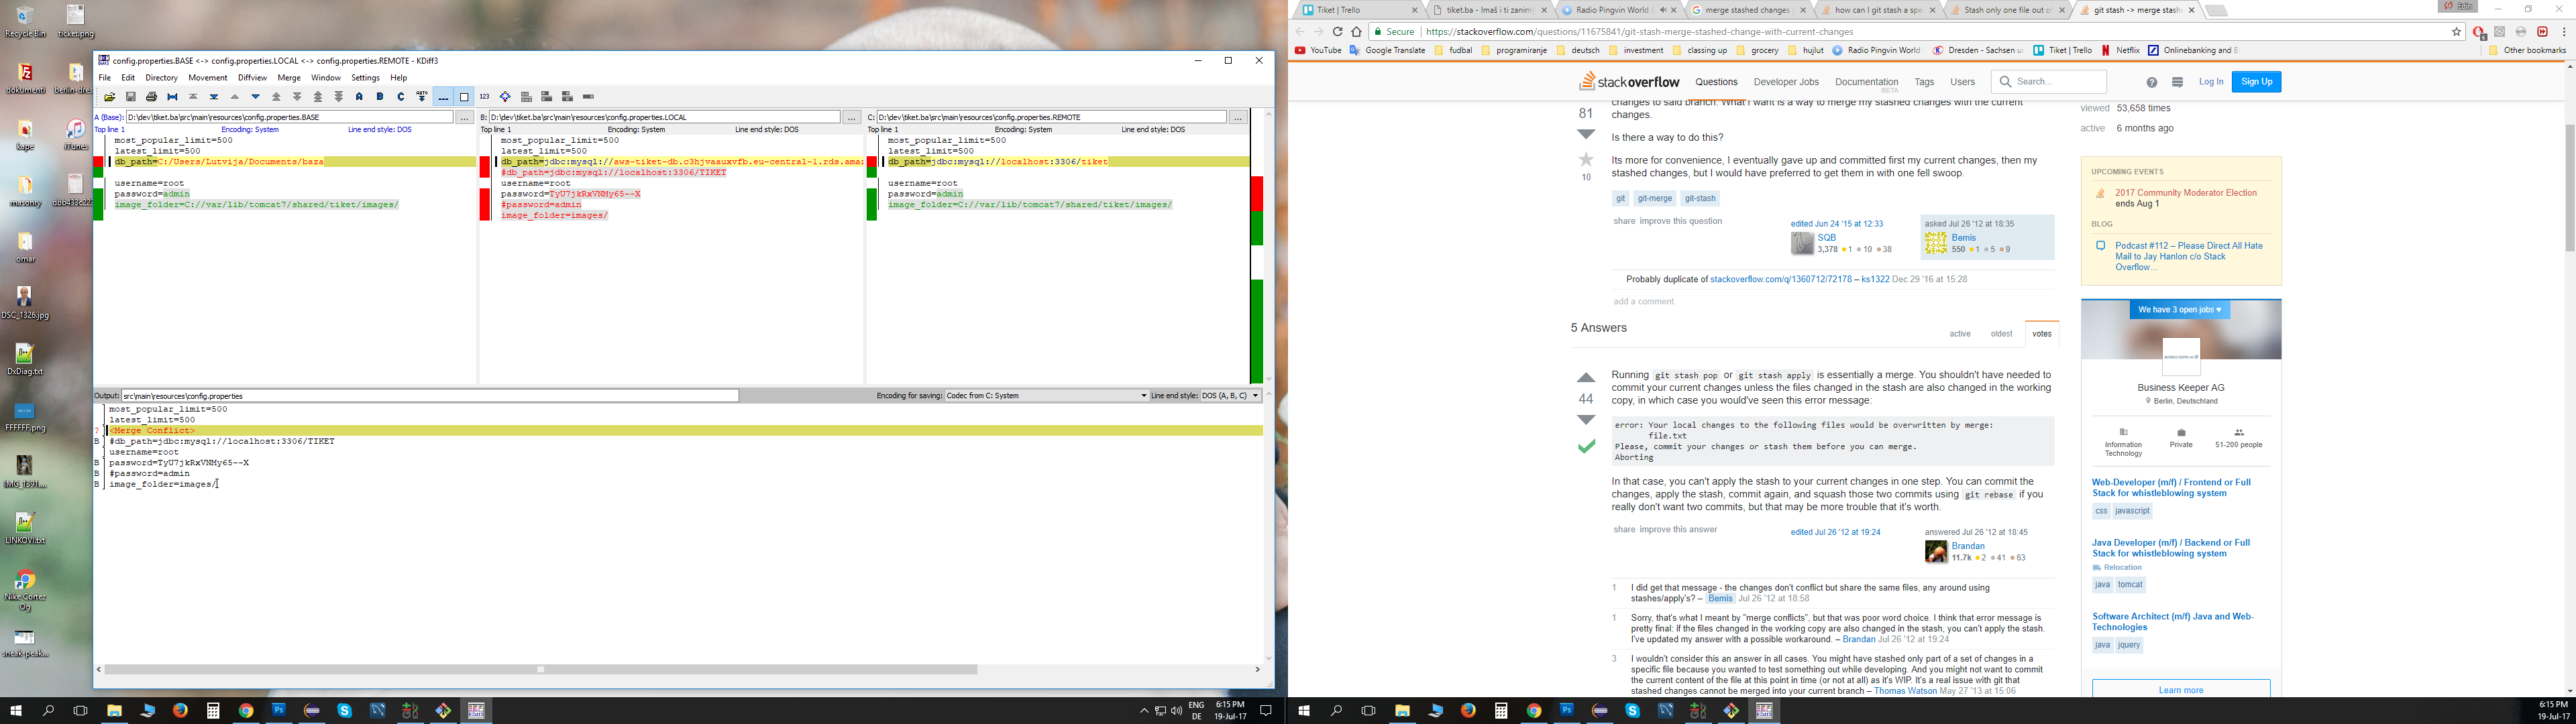 Recycle Bin
ticket.png
dokumenti
kape
iTunes
masonry
omar
DSC_1326.jpg
DxDiag.txt
FFFFFF.png
IMG_1391....
LINKOVI.txt
Nike Cortez Og
sneak-peak...
config.properties.BASE <-> config.properties.LOCAL <-> config.properties.REMOTE - KDiff3
File Edit Directory Movement Diffview Merge Window Settings Help
A (Base): D:\dev\tiket.ba\src\main\resources\config.properties.BASE
Top line 1 Encoding: System Line end style: DOS
most_popular_limit=500
latest_limit=500
db_path=C:/Users/Lutvija/Documents/baza
username=root
password=admin
image_folder=C://var/lib/tomcat7/shared/tiket/images/
B: D:\dev\tiket.ba\src\main\resources\config.properties.LOCAL
Top line 1 Encoding: System Line end style: DOS
most_popular_limit=500
latest_limit=500
db_path=jdbc:mysql://aws-tiket-db.c3hjvaauxvfb.eu-central-1.rds.ama
#db_path=jdbc:mysql://localhost:3306/TIKET
username=root
password=TyU7jkRxVNMy65--X
#password=admin
image_folder=images/
C: D:\dev\tiket.ba\src\main\resources\config.properties.REMOTE
Top line 1 Encoding: System Line end style: DOS
most_popular_limit=500
latest_limit=500
db_path=jdbc:mysql://localhost:3306/tiket
username=root
password=admin
image_folder=C://var/lib/tomcat7/shared/tiket/images/
Output: src\main\resources\config.properties Encoding for saving: Codec from C: System Line end style: DOS (A, B, C)
most_popular_limit=500
latest_limit=500
? <Merge Conflict>
B #db_path=jdbc:mysql://localhost:3306/TIKET
username=root
B password=TyU7jkRxVNMy65--X
B #password=admin
B image_folder=images/
ENG
DE
6:15 PM
19-Jul-17
Tiket | Trello
tiket.ba - Imaš i ti zanimlj
Radio Pingvin World
merge stashed changes
how can I git stash a spe
Stash only one file out o
git stash -> merge stash
Edin
Secure https://stackoverflow.com/questions/11675841/git-stash-merge-stashed-change-with-current-changes
YouTube Google Translate fudbal programiranje deutsch investment classing up grocery hujlut Radio Pingvin World Dresden - Sachsen Tiket | Trello Netflix Onlinebanking and Other bookmarks
stackoverflow Questions Developer Jobs Documentation BETA Tags Users Search... Log In Sign Up
changes to said branch. What I want is a way to merge my stashed changes with the current
changes.
81
Is there a way to do this?
Its more for convenience, I eventually gave up and committed first my current changes, then my
stashed changes, but I would have preferred to get them in with one fell swoop.
10
git git-merge git-stash
share improve this question
edited Jun 24 '15 at 12:33
SQB
3,378 1 10 38
asked Jul 26 '12 at 18:35
Bemis
550 1 5 9
Probably duplicate of stackoverflow.com/q/1360712/72178 – ks1322 Dec 29 '16 at 15:28
add a comment
5 Answers
active oldest votes
Running git stash pop or git stash apply is essentially a merge. You shouldn't have needed to
commit your current changes unless the files changed in the stash are also changed in the working
copy, in which case you would've seen this error message:
44
error: Your local changes to the following files would be overwritten by merge:
file.txt
Please, commit your changes or stash them before you can merge.
Aborting
In that case, you can't apply the stash to your current changes in one step. You can commit the
changes, apply the stash, commit again, and squash those two commits using git rebase if you
really don't want two commits, but that may be more trouble that it's worth.
share improve this answer
edited Jul 26 '12 at 19:24
answered Jul 26 '12 at 18:45
Brandan
11.7k 2 41 63
1 I did get that message - the changes don't conflict but share the same files, any around using
stashes/apply's? – Bemis Jul 26 '12 at 18:58
1 Sorry, that's what I meant by "merge conflicts", but that was poor word choice. I think that error message is
pretty final: if the files changed in the working copy are also changed in the stash, you can't apply the stash.
I've updated my answer with a possible workaround. – Brandan Jul 26 '12 at 19:24
3 I wouldn't consider this an answer in all cases. You might have stashed only part of a set of changes in a
specific file because you wanted to test something out while developing. And you might not want to commit
the current content of the file at this point in time (or not at all) as it's WIP. It's a real issue with git that
stashed changes cannot be merged into your current branch – Thomas Watson May 27 '13 at 15:06
viewed 53,658 times
active 6 months ago
UPCOMING EVENTS
2017 Community Moderator Election
ends Aug 1
BLOG
Podcast #112 – Please Direct All Hate
Mail to Jay Hanlon c/o Stack
Overflow…
We have 3 open jobs ♥
Business Keeper AG
Berlin, Deutschland
Information Technology
Private
51-200 people
Web-Developer (m/f) / Frontend or Full
Stack for whistleblowing system
css javascript
Java Developer (m/f) / Backend or Full
Stack for whistleblowing system
Relocation
java tomcat
Software Architect (m/f) Java and Web-
Technologies
java jquery
Learn more
6:15 PM
19-Jul-17